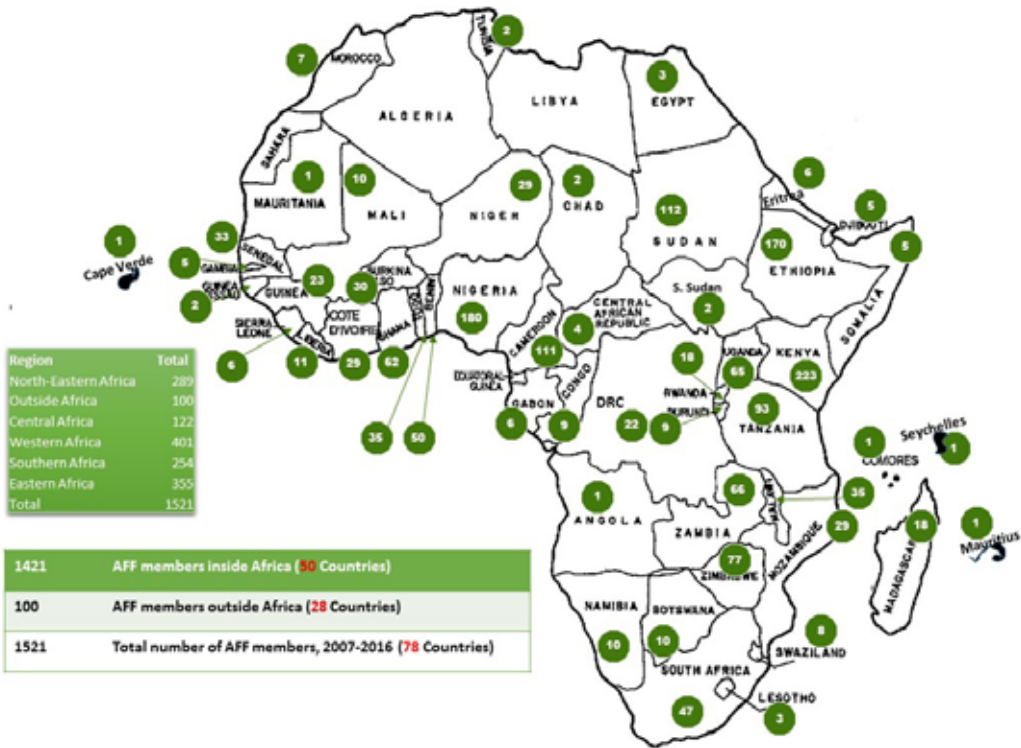 2
TUNISIA
7
MOROCCO
3
ALGERIA
LIBYA
EGYPT
SAHARA
1
10
29
2
6
MAURITANIA
MALI
NIGER
CHAD
112
Eritrea
5
DJIBOUTI
SUDAN
33
1
Cape Verde
5
SENEGAL
GAMBIA
170
5
ETHIOPIA
GUINEA
BISSAU
GUINEA
23
BURKINA
30
NIGERIA
BENIN
TOGO
S. Sudan
2
2
SOMALIA
SIERRA
LEONE
COTE
D'IVOIRE
GHANA
180
CENTRAL
AFRICAN
REPUBLIC
CAMEROON
4
LIBERIA
6
11
29
62
111
UGANDA
KENYA
18
65
223
EQUATORIAL
GUINEA
CONGO
GABON
DRC
RWANDA
BURUNDI
93
TANZANIA
35
50
6
9
22
9
Seychelles
1
1
COMORES
Region Total
North-Eastern Africa 289
Outside Africa 100
Central Africa 122
Western Africa 401
Southern Africa 254
Eastern Africa 355
Total 1521
1
ANGOLA
66
35
ZAMBIA
MOZAMBIQUE
29
18
MADAGASCAR
1
Mauritius
77
ZIMBABWE
NAMIBIA
BOTSWANA
10
10
8
SWAZILAND
SOUTH AFRICA
47
LESOTHO
3
1421 AFF members inside Africa (50 Countries)
100 AFF members outside Africa (28 Countries)
1521 Total number of AFF members, 2007-2016 (78 Countries)